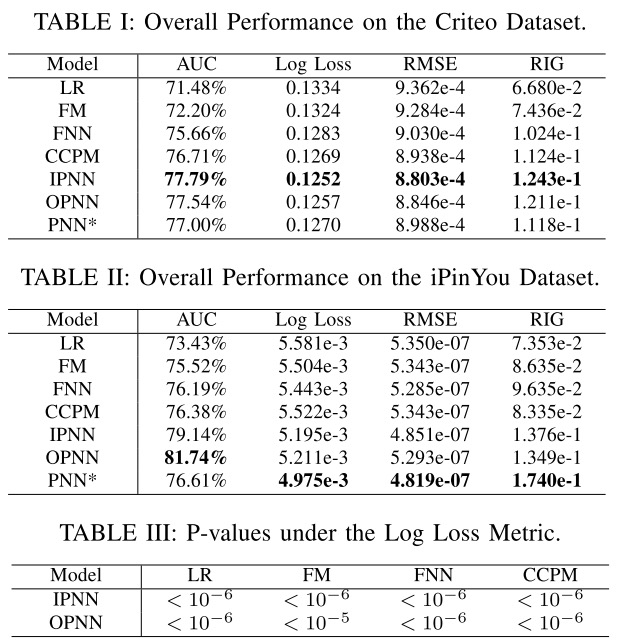 TABLE I: Overall Performance on the Criteo Dataset.
Model AUC Log Loss RMSE RIG
LR 71.48% 0.1334 9.362e-4 6.680e-2
FM 72.20% 0.1324 9.284e-4 7.436e-2
FNN 75.66% 0.1283 9.030e-4 1.024e-1
CCPM 76.71% 0.1269 8.938e-4 1.124e-1
IPNN 77.79% 0.1252 8.803e-4 1.243e-1
OPNN 77.54% 0.1257 8.846e-4 1.211e-1
PNN* 77.00% 0.1270 8.988e-4 1.118e-1
TABLE II: Overall Performance on the iPinYou Dataset.
Model AUC Log Loss RMSE RIG
LR 73.43% 5.581e-3 5.350e-07 7.353e-2
FM 75.52% 5.504e-3 5.343e-07 8.635e-2
FNN 76.19% 5.443e-3 5.285e-07 9.635e-2
CCPM 76.38% 5.522e-3 5.343e-07 8.335e-2
IPNN 79.14% 5.195e-3 4.851e-07 1.376e-1
OPNN 81.74% 5.211e-3 5.293e-07 1.349e-1
PNN* 76.61% 4.975e-3 4.819e-07 1.740e-1
TABLE III: P-values under the Log Loss Metric.
Model LR FM FNN CCPM
IPNN < 10⁻⁶ < 10⁻⁶ < 10⁻⁶ < 10⁻⁶
OPNN < 10⁻⁶ < 10⁻⁵ < 10⁻⁶ < 10⁻⁶